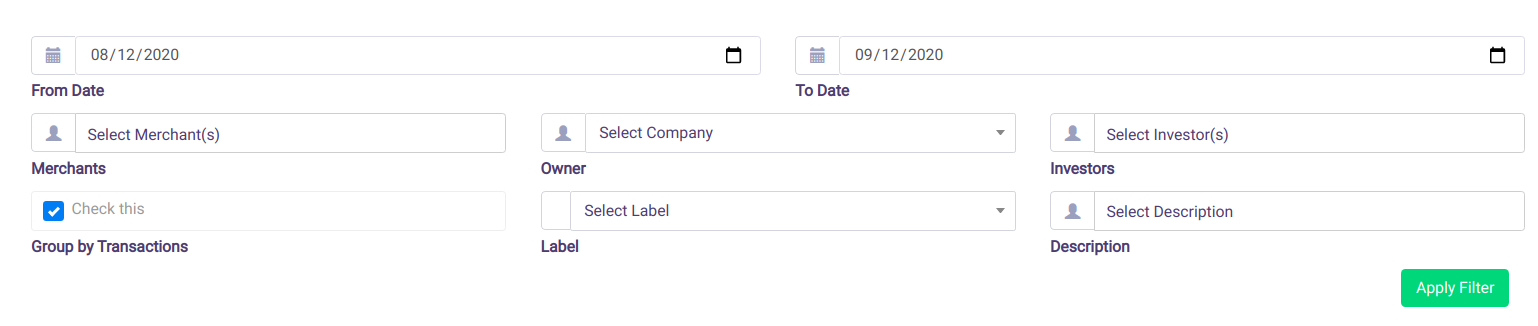 08/12/2020 09/12/2020
From Date To Date
Select Merchant(s) Select Company Select Investor(s)
Merchants Owner Investors
Check this Select Label Select Description
Group by Transactions Label Description
Apply Filter